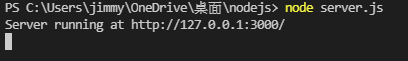 PS C:\Users\jimmy\OneDrive\桌面\nodejs> node server.js
Server running at http://127.0.0.1:3000/